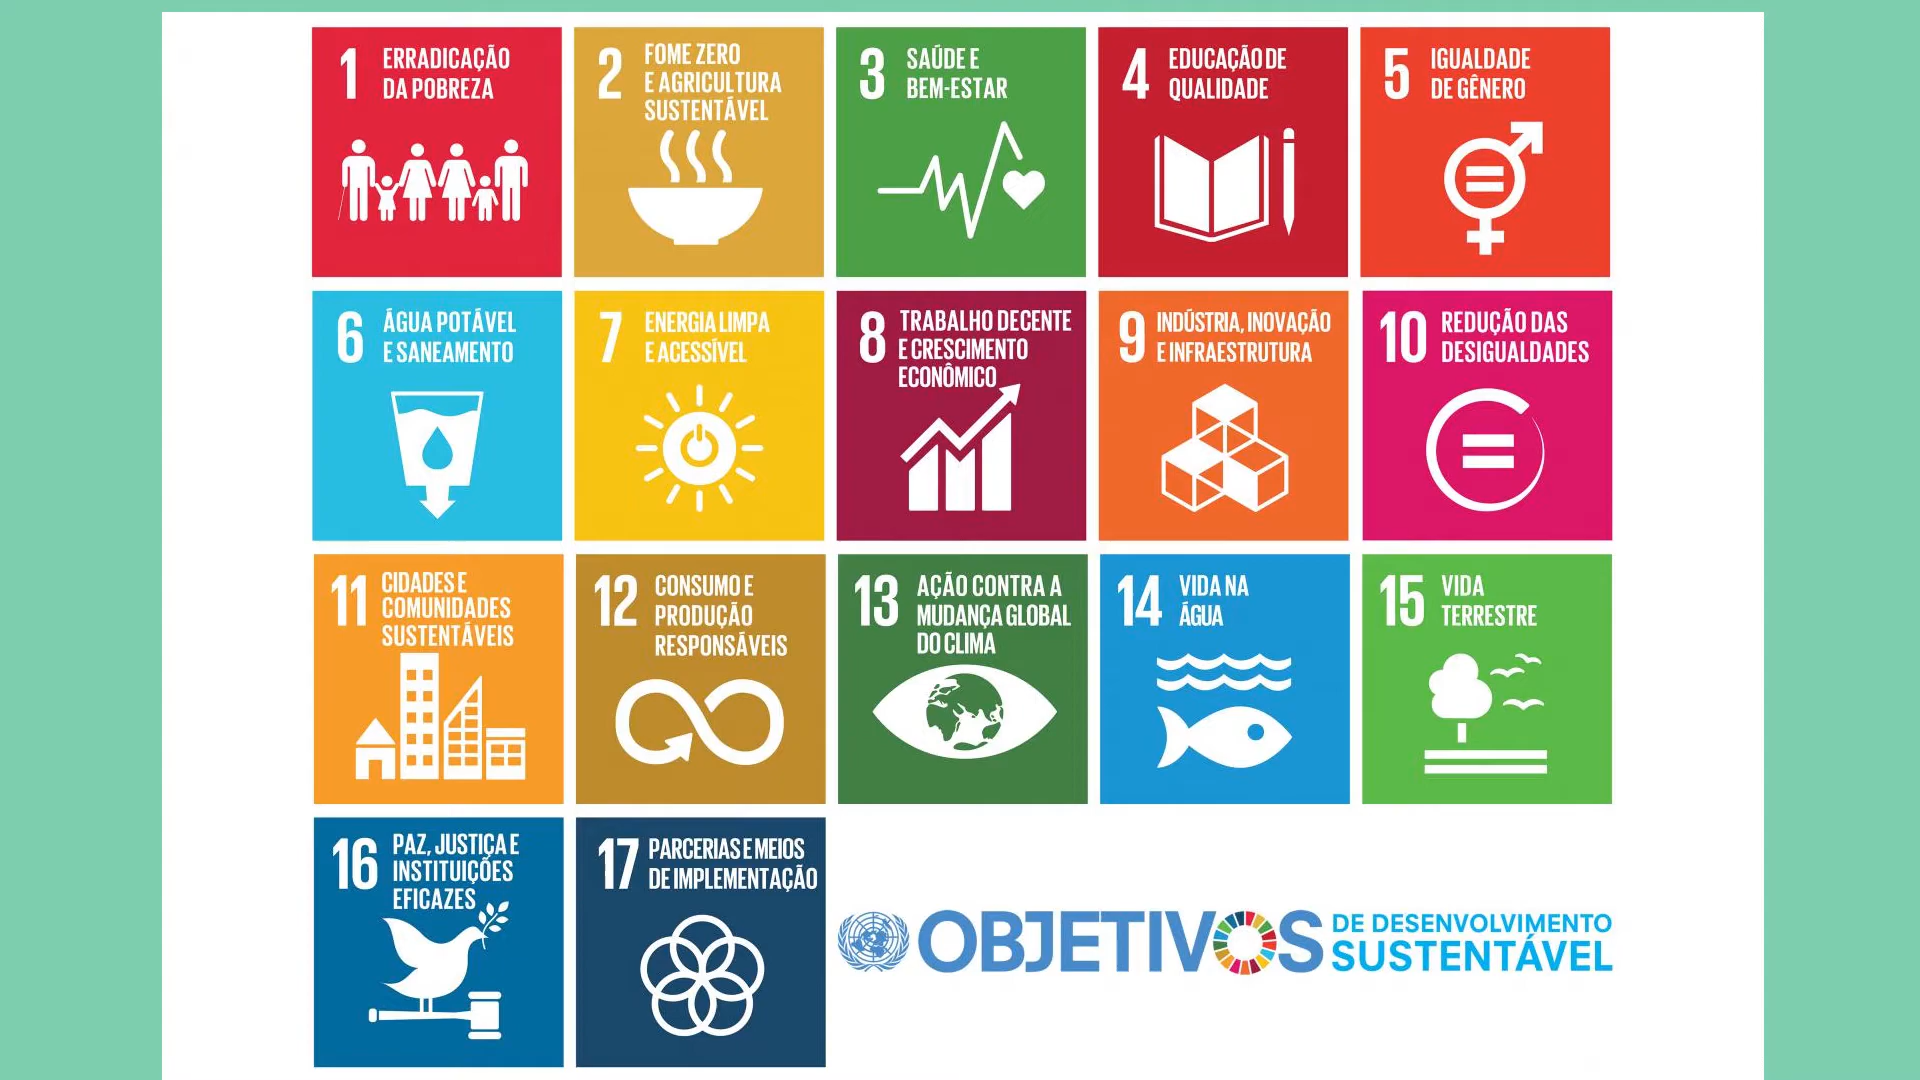 1 ERRADICAÇÃO
DA POBREZA
2 FOME ZERO
E AGRICULTURA
SUSTENTÁVEL
3 SAÚDE E
BEM-ESTAR
4 EDUCAÇÃO DE
QUALIDADE
5 IGUALDADE
DE GÊNERO
6 ÁGUA POTÁVEL
E SANEAMENTO
7 ENERGIA LIMPA
E ACESSÍVEL
8 TRABALHO DECENTE
E CRESCIMENTO
ECONÔMICO
9 INDÚSTRIA, INOVAÇÃO
E INFRAESTRUTURA
10 REDUÇÃO DAS
DESIGUALDADES
11 CIDADES E
COMUNIDADES
SUSTENTÁVEIS
12 CONSUMO E
PRODUÇÃO
RESPONSÁVEIS
13 AÇÃO CONTRA A
MUDANÇA GLOBAL
DO CLIMA
14 VIDA NA
ÁGUA
15 VIDA
TERRESTRE
16 PAZ, JUSTIÇA E
INSTITUIÇÕES
EFICAZES
17 PARCERIAS E MEIOS
DE IMPLEMENTAÇÃO
OBJETIVOS
DE DESENVOLVIMENTO
SUSTENTÁVEL